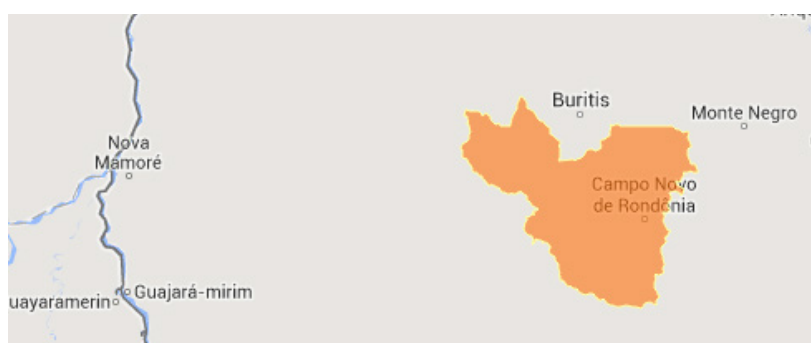 Buritis
Monte Negro
Nova
Mamoré
Campo Novo
de Rondônia
Guajará-mirim
uayaramerin